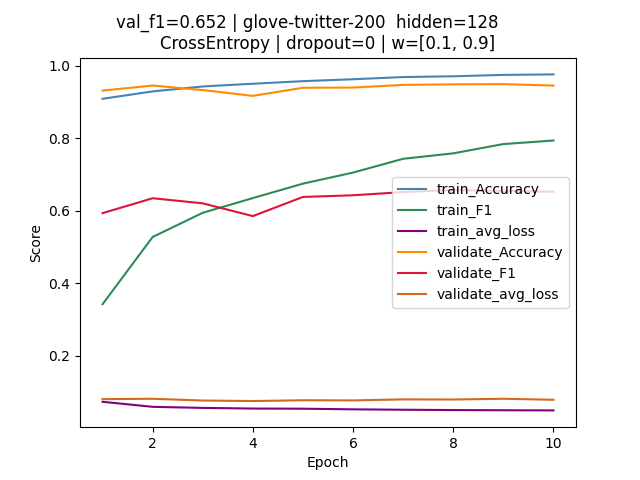 val_f1=0.652 | glove-twitter-200  hidden=128
CrossEntropy | dropout=0 | w=[0.1, 0.9]
1.0
0.8
0.6
0.4
0.2
Score
train_Accuracy
train_F1
train_avg_loss
validate_Accuracy
validate_F1
validate_avg_loss
2
4
6
8
10
Epoch